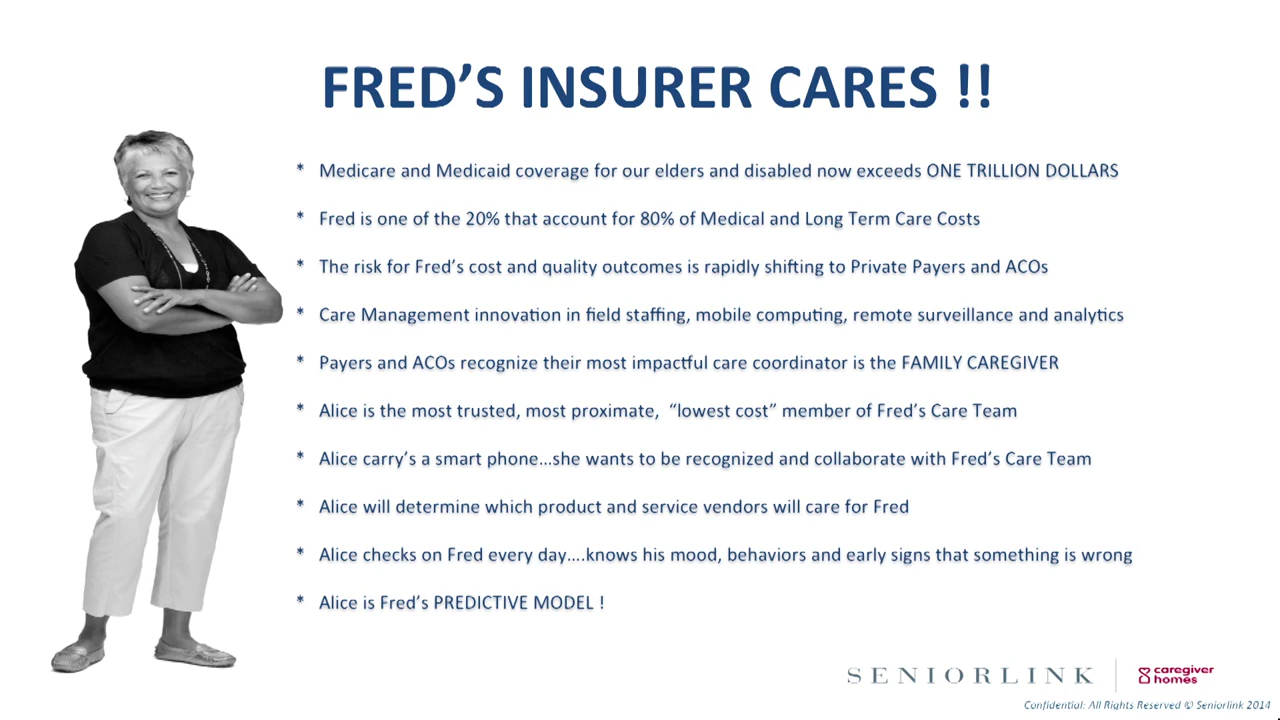 FRED’S INSURER CARES !!
* Medicare and Medicaid coverage for our elders and disabled now exceeds ONE TRILLION DOLLARS
* Fred is one of the 20% that account for 80% of Medical and Long Term Care Costs
* The risk for Fred’s cost and quality outcomes is rapidly shifting to Private Payers and ACOs
* Care Management innovation in field staffing, mobile computing, remote surveillance and analytics
* Payers and ACOs recognize their most impactful care coordinator is the FAMILY CAREGIVER
* Alice is the most trusted, most proximate, “lowest cost” member of Fred’s Care Team
* Alice carry’s a smart phone...she wants to be recognized and collaborate with Fred’s Care Team
* Alice will determine which product and service vendors will care for Fred
* Alice checks on Fred every day....knows his mood, behaviors and early signs that something is wrong
* Alice is Fred’s PREDICTIVE MODEL !
SENIORLINK
caregiver
homes
Confidential: All Rights Reserved © Seniorlink 2014